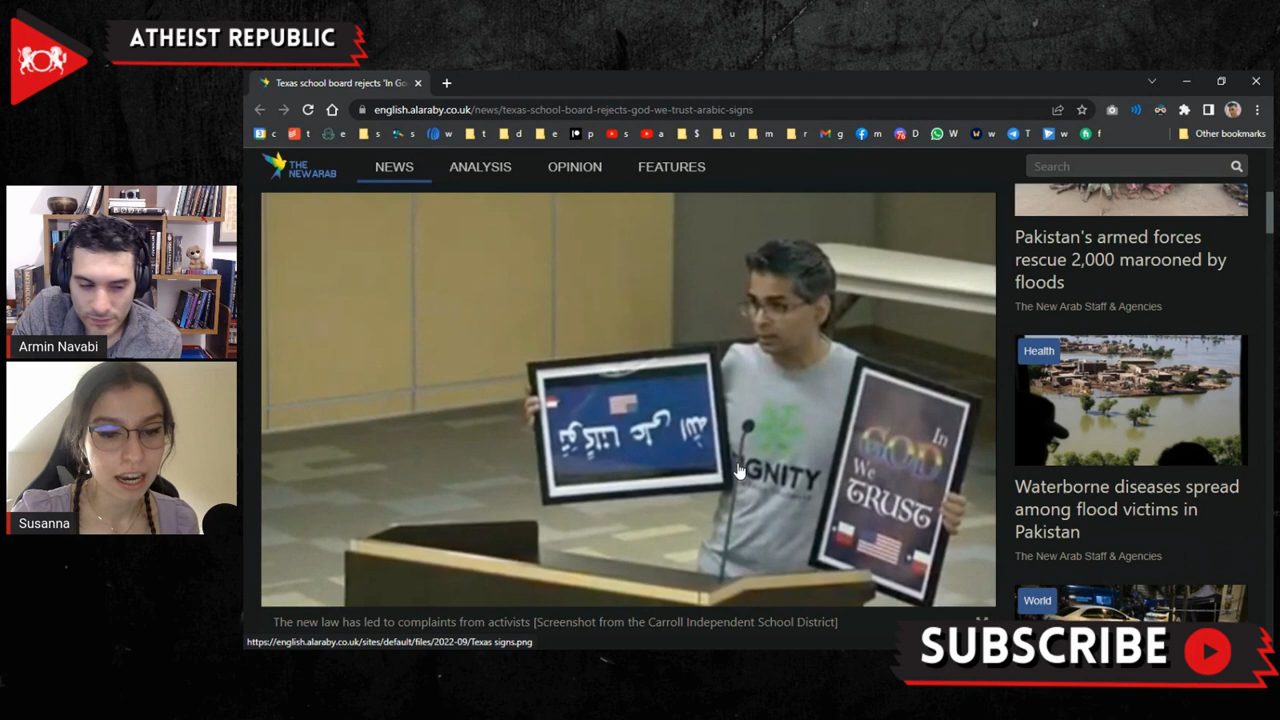 ATHEIST REPUBLIC
Texas school board rejects 'In Go
english.alaraby.co.uk/news/texas-school-board-rejects-god-we-trust-arabic-signs
c t e s s w t d e p s a $ u m r g m D W w T w f Other bookmarks
THE NEW ARAB
NEWS ANALYSIS OPINION FEATURES
Search
Armin Navabi
Susanna
الله على توكلنا
In
GOD
We
TRUST
IGNITY
Pakistan's armed forces
rescue 2,000 marooned by
floods
The New Arab Staff & Agencies
Health
Waterborne diseases spread
among flood victims in
Pakistan
The New Arab Staff & Agencies
World
The new law has led to complaints from activists [Screenshot from the Carroll Independent School District]
https://english.alaraby.co.uk/sites/default/files/2022-09/Texas signs.png
SUBSCRIBE